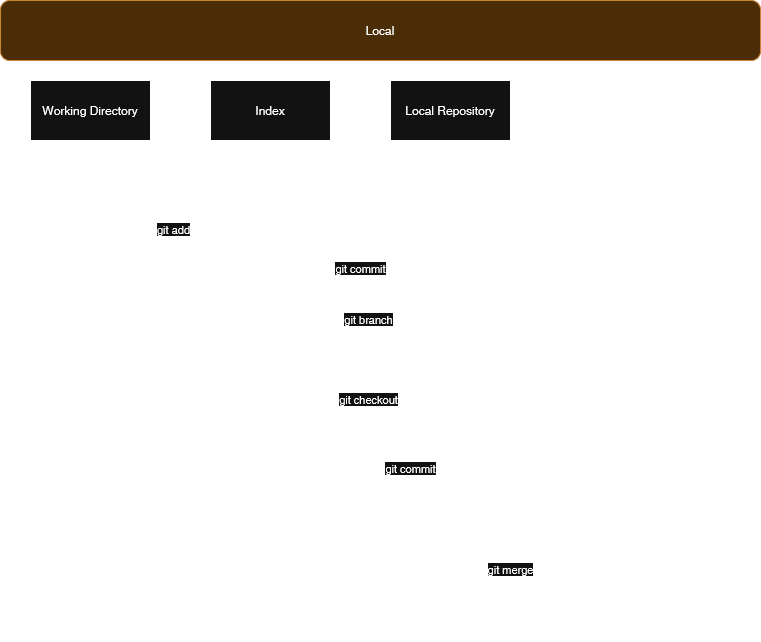 Local
Working Directory
Index
Local Repository
git add
git commit
git branch
git checkout
git commit
git merge